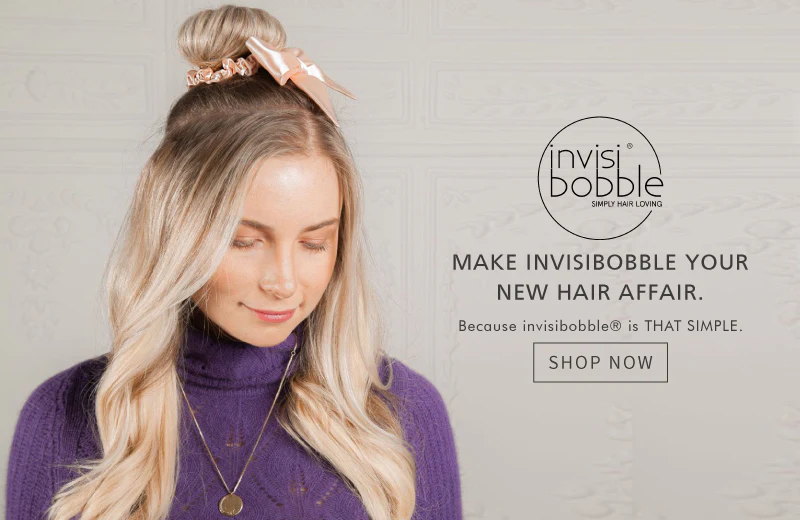 invisi®
bobble
SIMPLY HAIR LOVING
MAKE INVISIBOBBLE YOUR
NEW HAIR AFFAIR.
Because invisibobble® is THAT SIMPLE.
SHOP NOW